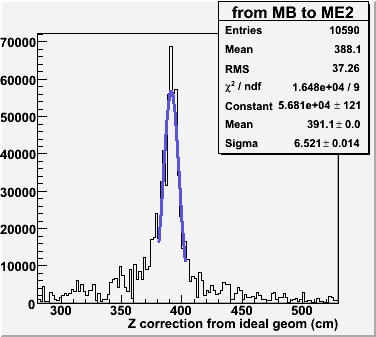 from MB to ME2
Entries 10590
Mean 388.1
RMS 37.26
χ² / ndf 1.648e+04 / 9
Constant 5.681e+04 ± 121
Mean 391.1 ± 0.0
Sigma 6.521 ± 0.014
70000
60000
50000
40000
30000
20000
10000
0
300 350 400 450 500
Z correction from ideal geom (cm)